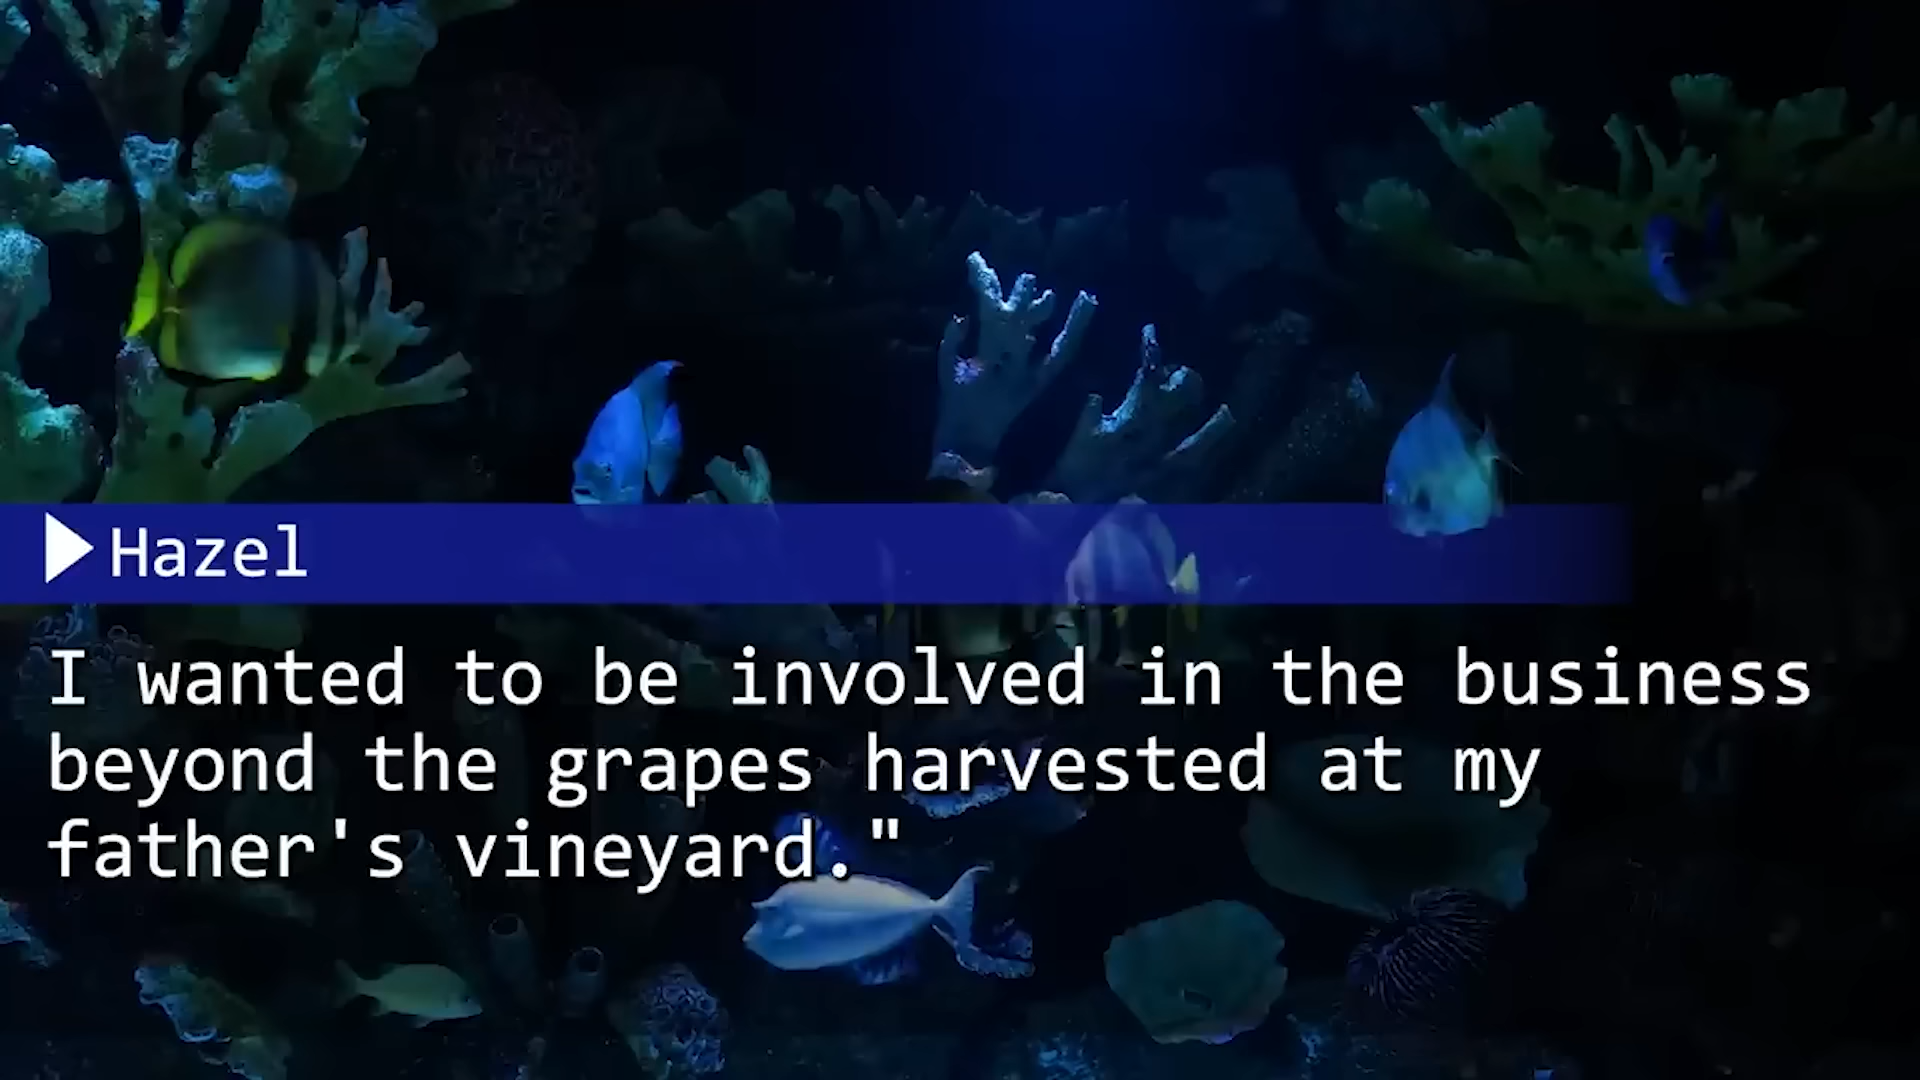 Hazel
I wanted to be involved in the business
beyond the grapes harvested at my
father's vineyard."